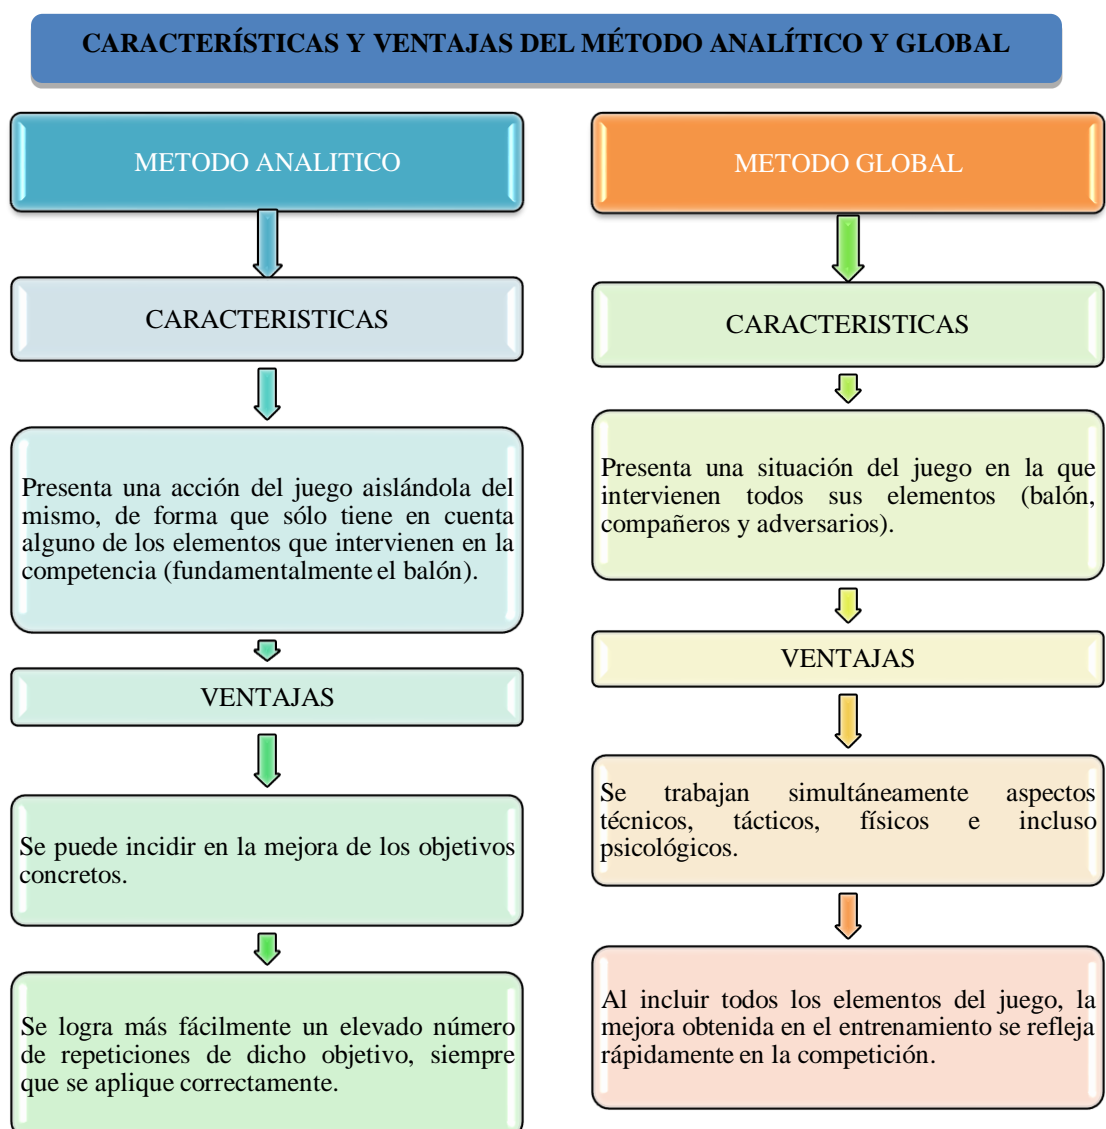 CARACTERÍSTICAS Y VENTAJAS DEL MÉTODO ANALÍTICO Y GLOBAL
METODO ANALITICO
CARACTERISTICAS
Presenta una acción del juego aislándola del
mismo, de forma que sólo tiene en cuenta
alguno de los elementos que intervienen en la
competencia (fundamentalmente el balón).
VENTAJAS
Se puede incidir en la mejora de los objetivos
concretos.
Se logra más fácilmente un elevado número
de repeticiones de dicho objetivo, siempre
que se aplique correctamente.
METODO GLOBAL
CARACTERISTICAS
Presenta una situación del juego en la que
intervienen todos sus elementos (balón,
compañeros y adversarios).
VENTAJAS
Se trabajan simultáneamente aspectos
técnicos, tácticos, físicos e incluso
psicológicos.
Al incluir todos los elementos del juego, la
mejora obtenida en el entrenamiento se refleja
rápidamente en la competición.